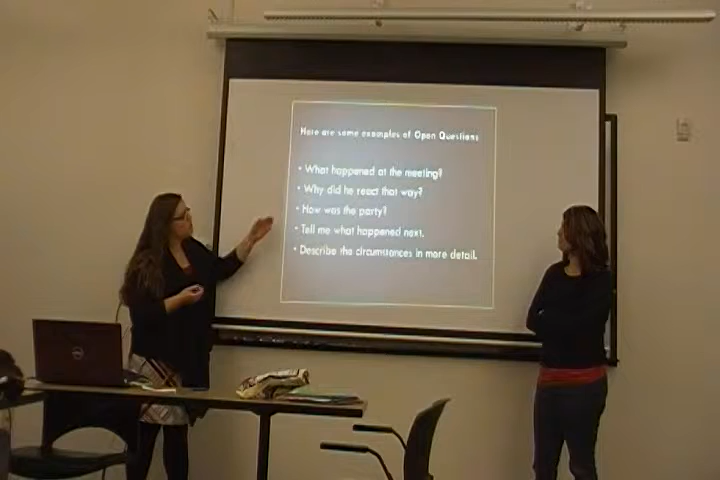 Here are some examples of Open Questions
• What happened at the meeting?
• Why did he react that way?
• How was the party?
• Tell me what happened next.
• Describe the circumstances in more detail.
DELL